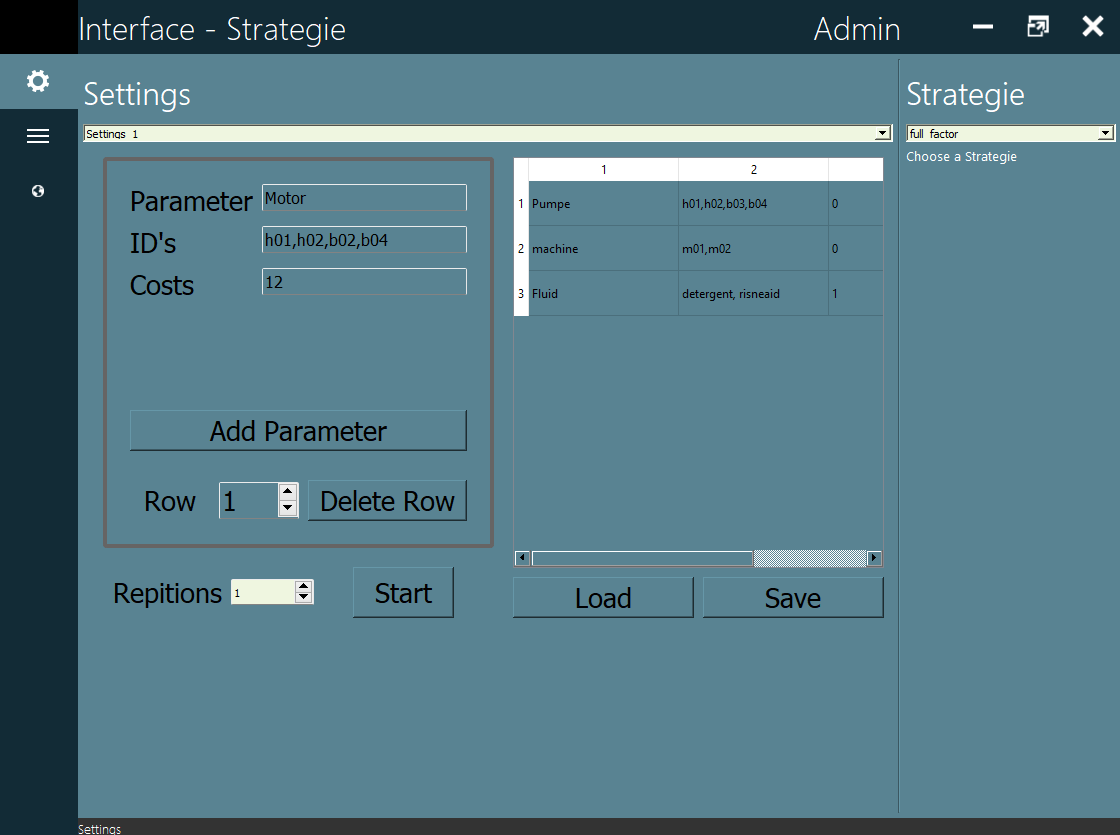 Interface - Strategie
Admin
Settings
Settings 1
Parameter
Motor
ID's
h01,h02,b02,b04
Costs
12
Add Parameter
Row
1
Delete Row
Repitions
1
Start
1 2
1 Pumpe h01,h02,b03,b04 0
2 machine m01,m02 0
3 Fluid detergent, risneaid 1
Load
Save
Strategie
full factor
Choose a Strategie
Settings